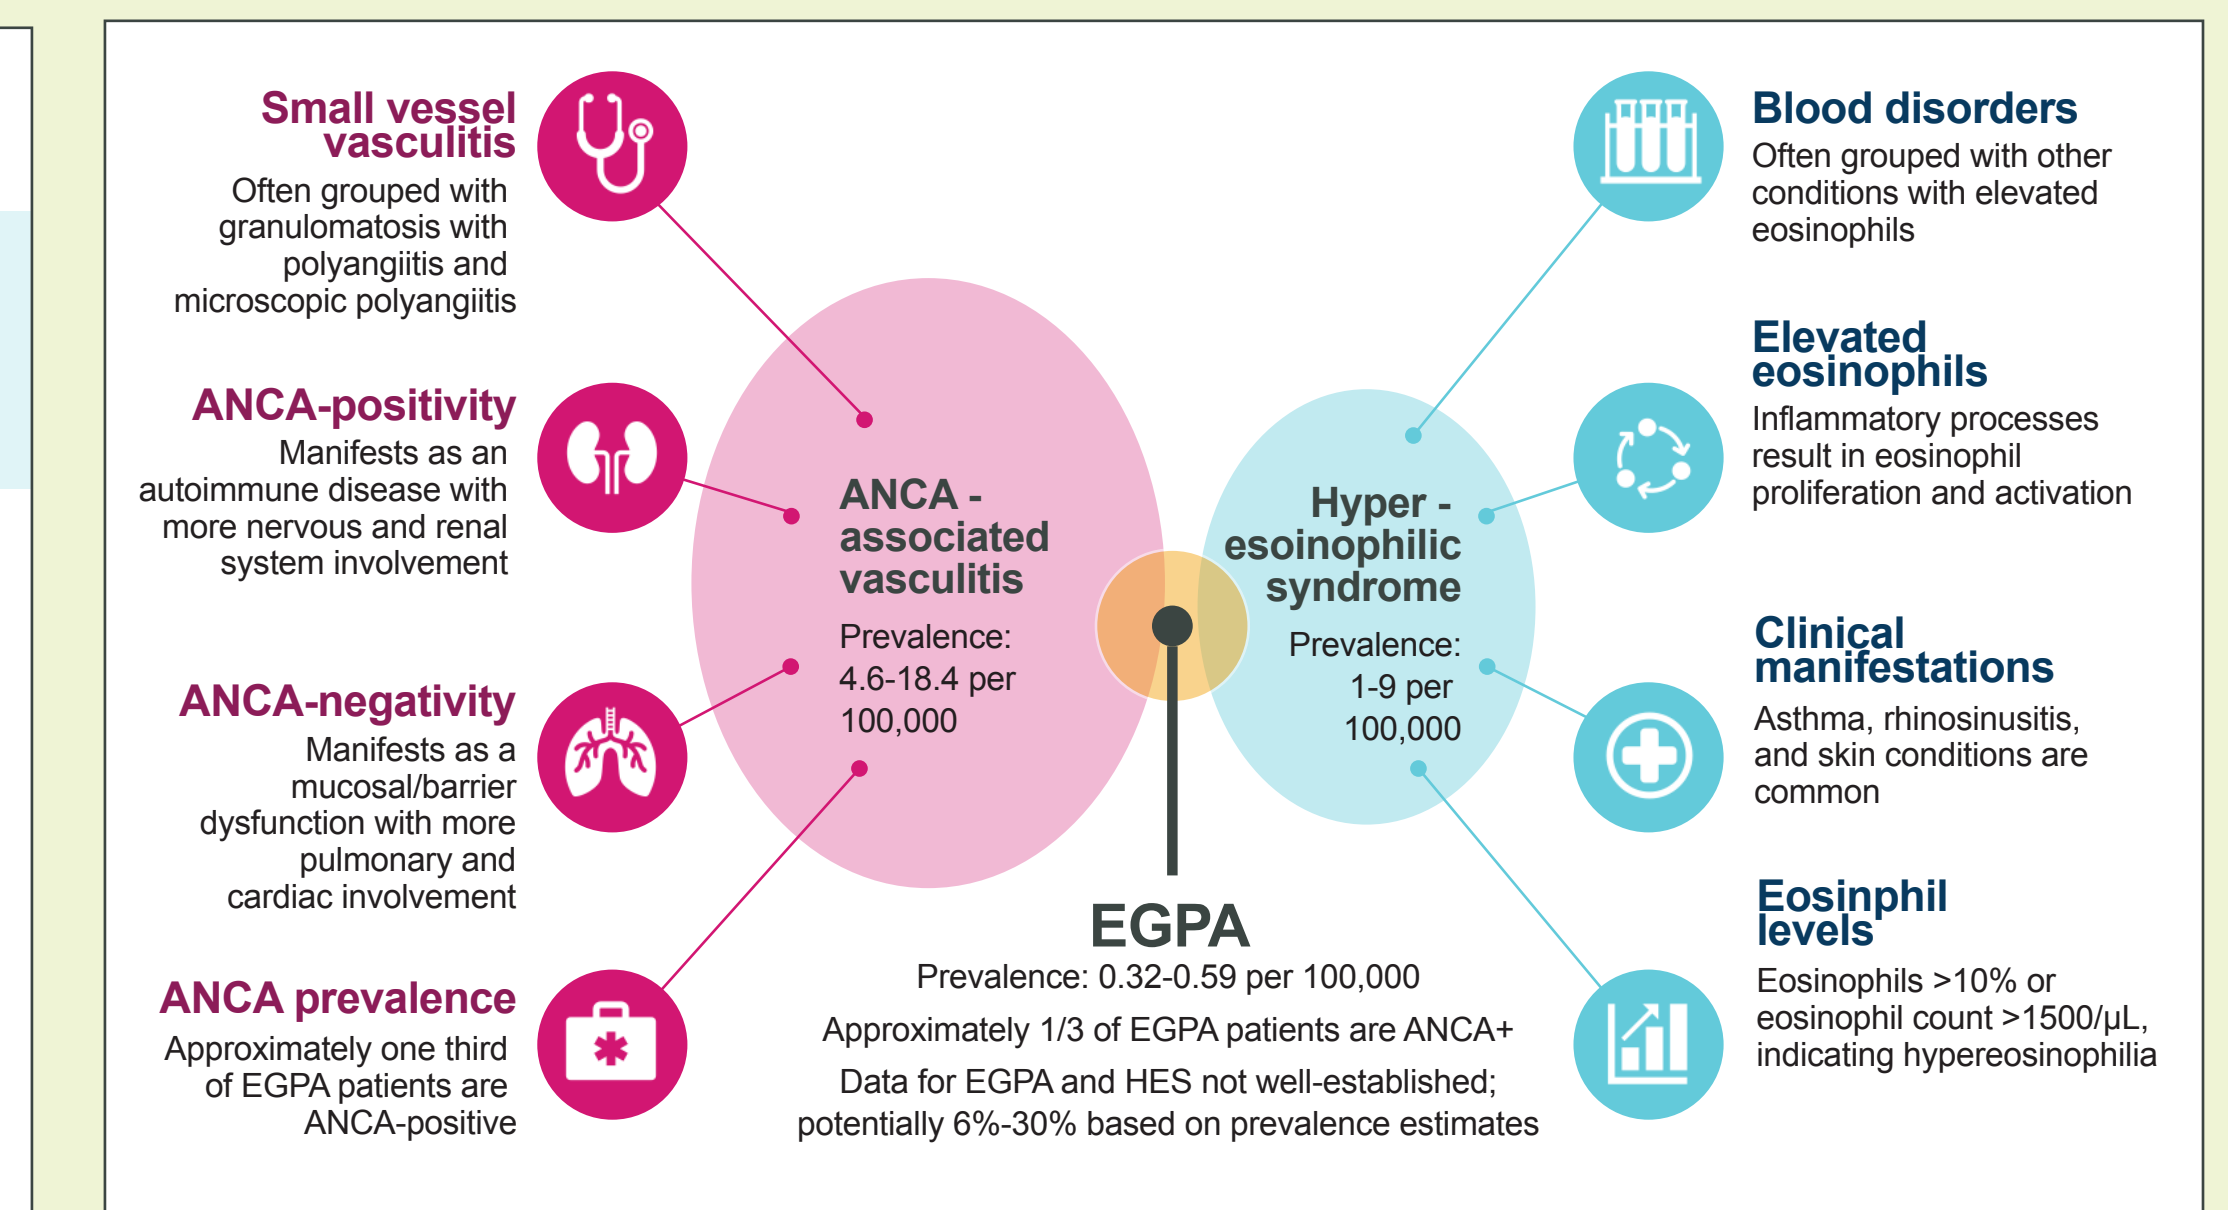 Small vessel
vasculitis
Often grouped with
granulomatosis with
polyangiitis and
microscopic polyangiitis
ANCA-positivity
Manifests as an
autoimmune disease with
more nervous and renal
system involvement
ANCA-negativity
Manifests as a
mucosal/barrier
dysfunction with more
pulmonary and
cardiac involvement
ANCA prevalence
Approximately one third
of EGPA patients are
ANCA-positive
ANCA -
associated
vasculitis
Prevalence:
4.6-18.4 per
100,000
Hyper -
esoinophilic
syndrome
Prevalence:
1-9 per
100,000
EGPA
Prevalence: 0.32-0.59 per 100,000
Approximately 1/3 of EGPA patients are ANCA+
Data for EGPA and HES not well-established;
potentially 6%-30% based on prevalence estimates
Blood disorders
Often grouped with other
conditions with elevated
eosinophils
Elevated
eosinophils
Inflammatory processes
result in eosinophil
proliferation and activation
Clinical
manifestations
Asthma, rhinosinusitis,
and skin conditions are
common
Eosinphil
levels
Eosinophils >10% or
eosinophil count >1500/µL,
indicating hypereosinophilia